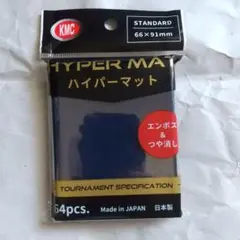 KMC
STANDARD
66×91mm
HYPER MAT
ハイパーマット
エンボス
&
つや消し
TOURNAMENT SPECIFICATION
64pcs.
Made in JAPAN
日本製